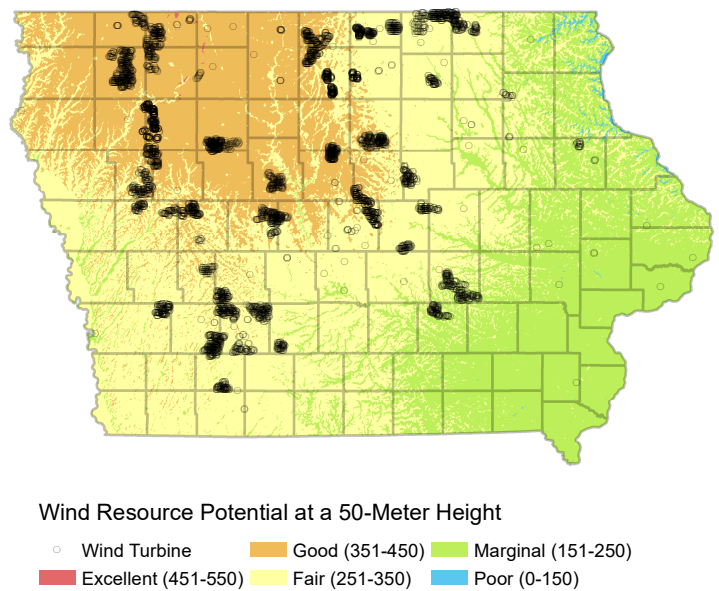 Wind Resource Potential at a 50-Meter Height
Wind Turbine Good (351-450) Marginal (151-250)
Excellent (451-550) Fair (251-350) Poor (0-150)